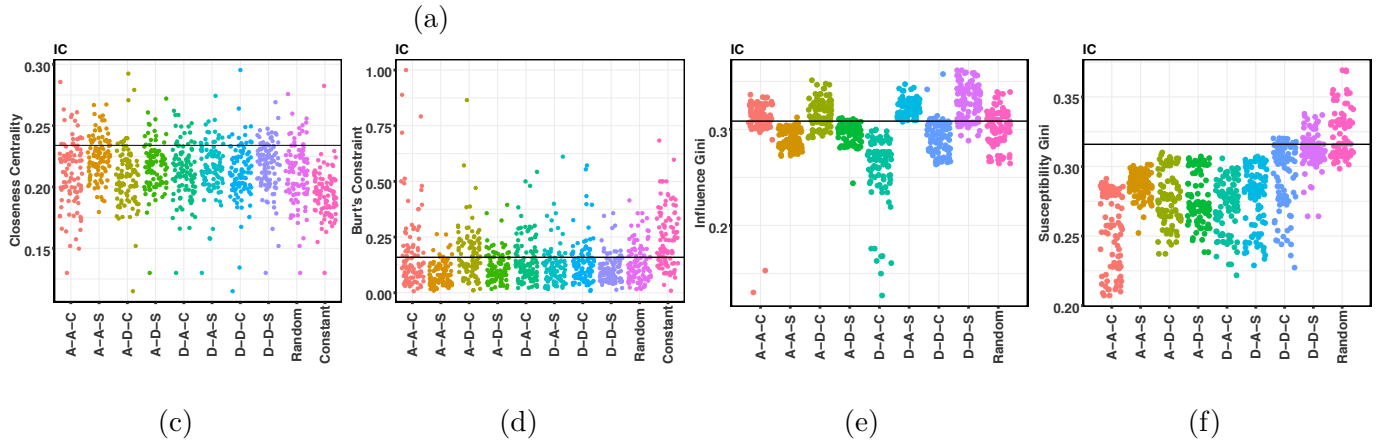 (a)
IC
Closeness Centrality
0.30
0.25
0.20
0.15
A−A−C
A−A−S
A−D−C
A−D−S
D−A−C
D−A−S
D−D−C
D−D−S
Random
Constant
(c)
IC
Burt's Constraint
1.00
0.75
0.50
0.25
0.00
A−A−C
A−A−S
A−D−C
A−D−S
D−A−C
D−A−S
D−D−C
D−D−S
Random
Constant
(d)
IC
Influence Gini
0.3
0.2
A−A−C
A−A−S
A−D−C
A−D−S
D−A−C
D−A−S
D−D−C
D−D−S
Random
(e)
IC
Susceptibility Gini
0.35
0.30
0.25
0.20
A−A−C
A−A−S
A−D−C
A−D−S
D−A−C
D−A−S
D−D−C
D−D−S
Random
(f)